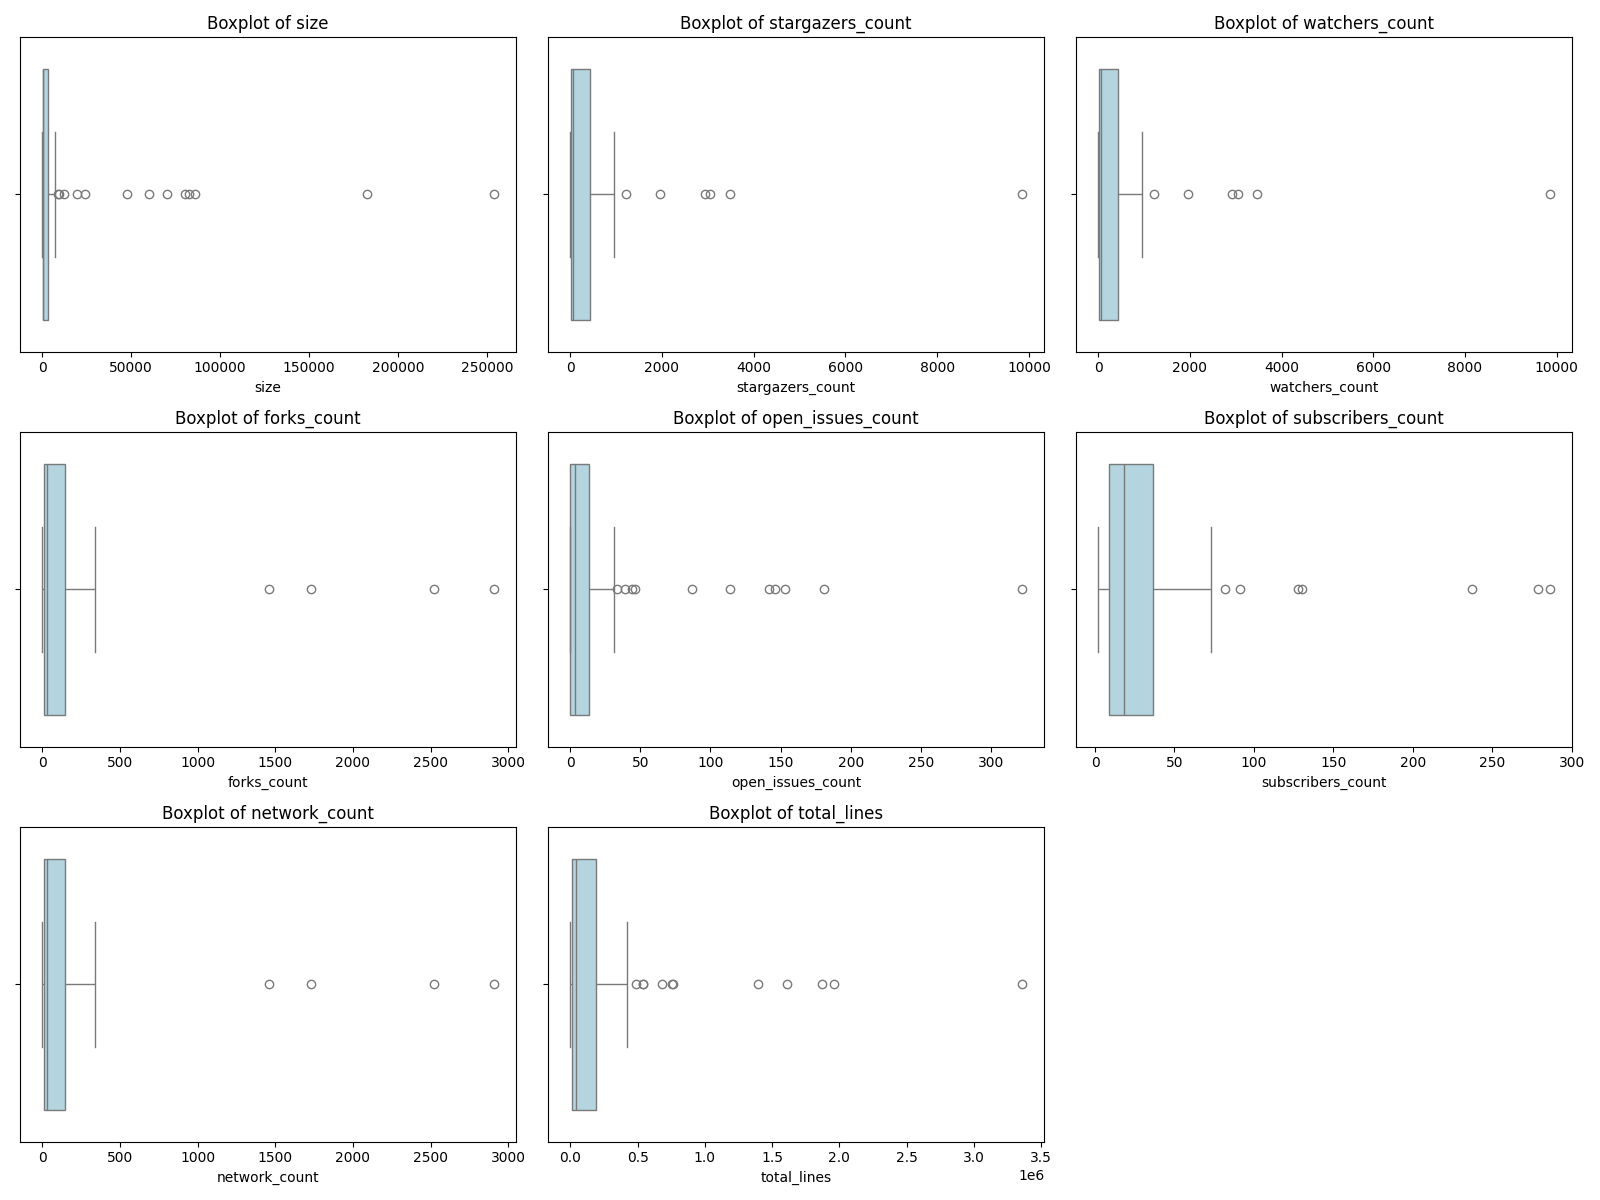 Boxplot of size
Boxplot of stargazers_count
Boxplot of watchers_count
0 50000 100000 150000 200000 250000
0 2000 4000 6000 8000 10000
0 2000 4000 6000 8000 10000
size
stargazers_count
watchers_count
Boxplot of forks_count
Boxplot of open_issues_count
Boxplot of subscribers_count
0 500 1000 1500 2000 2500 3000
0 50 100 150 200 250 300
0 50 100 150 200 250 300
forks_count
open_issues_count
subscribers_count
Boxplot of network_count
Boxplot of total_lines
0 500 1000 1500 2000 2500 3000
0.0 0.5 1.0 1.5 2.0 2.5 3.0 3.5
1e6
network_count
total_lines